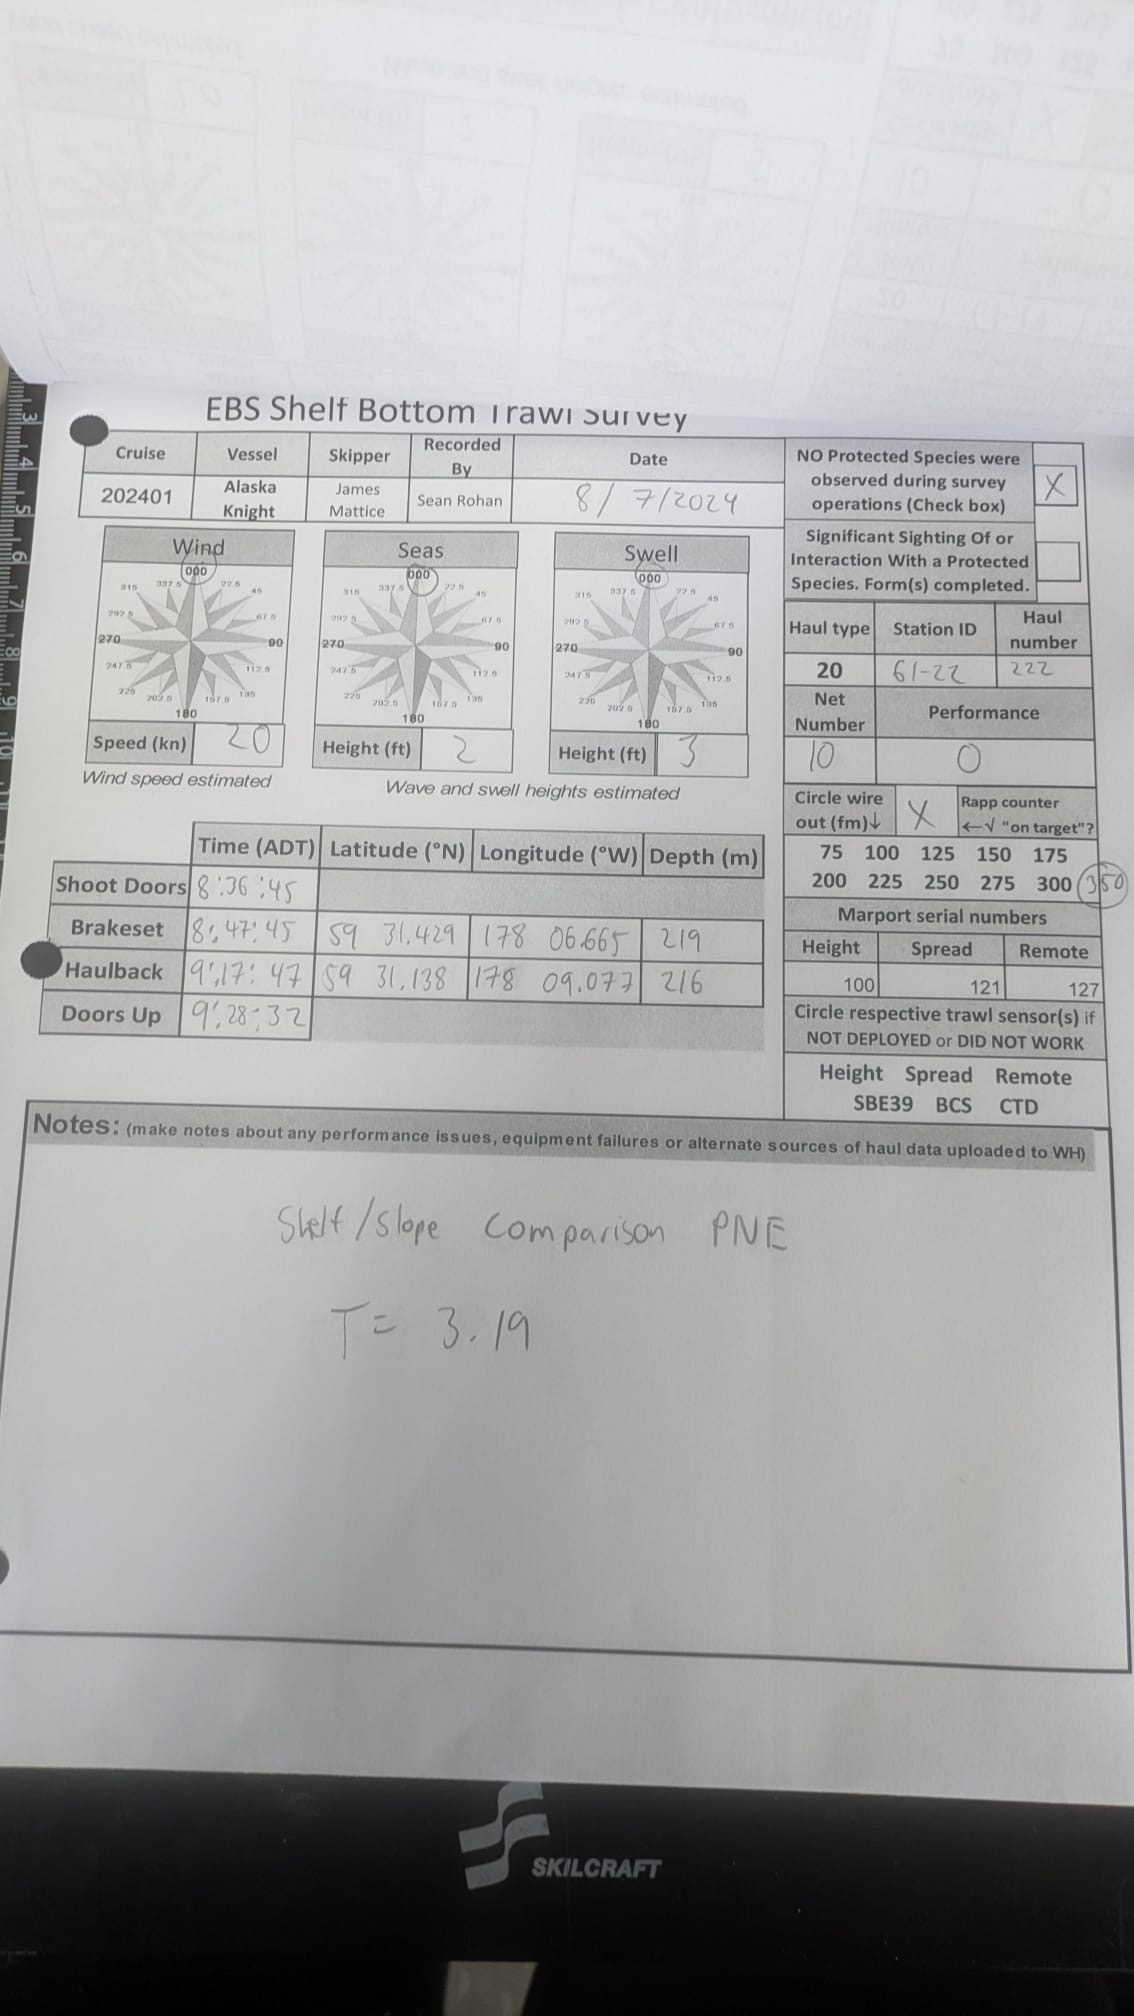 EBS Shelf Bottom Trawl Survey
Cruise Vessel Skipper Recorded By Date
202401 Alaska Knight James Mattice Sean Rohan 8/7/2024
NO Protected Species were observed during survey operations (Check box) X
Significant Sighting Of or Interaction With a Protected Species. Form(s) completed.
Wind
000 22.5 45 67.5 90 112.5 135 157.5 180 202.5 225 247.5 270 292.5 315 337.5
Speed (kn) 20
Wind speed estimated
Seas
000 22.5 45 67.5 90 112.5 135 157.5 180 202.5 225 247.5 270 292.5 315 337.5
Height (ft) 2
Swell
000 22.5 45 67.5 90 112.5 135 157.5 180 202.5 225 247.5 270 292.5 315 337.5
Height (ft) 3
Wave and swell heights estimated
Haul type Station ID Haul number
20 61-22 222
Net Number Performance
10 0
Circle wire out (fm)↓ X Rapp counter ←√ "on target"?
75 100 125 150 175
200 225 250 275 300 350
Marport serial numbers
Height Spread Remote
100 121 127
Circle respective trawl sensor(s) if NOT DEPLOYED or DID NOT WORK
Height Spread Remote
SBE39 BCS CTD
Time (ADT) Latitude (°N) Longitude (°W) Depth (m)
Shoot Doors 8:36:45
Brakeset 8:47:45 59 31.429 178 06.665 219
Haulback 9:17:47 59 31.138 178 09.077 216
Doors Up 9:28:32
Notes: (make notes about any performance issues, equipment failures or alternate sources of haul data uploaded to WH)
Shelf/Slope Comparison PNE
T= 3.19
SKILCRAFT
3
4
5
6
7
8
9
10